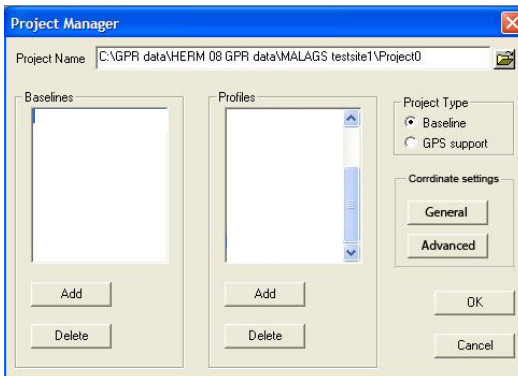 Project Manager
Project Name C:\GPR data\HERM 08 GPR data\MALAGS testsite1\Project0
Baselines
Add
Delete
Profiles
Add
Delete
Project Type
Baseline
GPS support
Corrdinate settings
General
Advanced
OK
Cancel